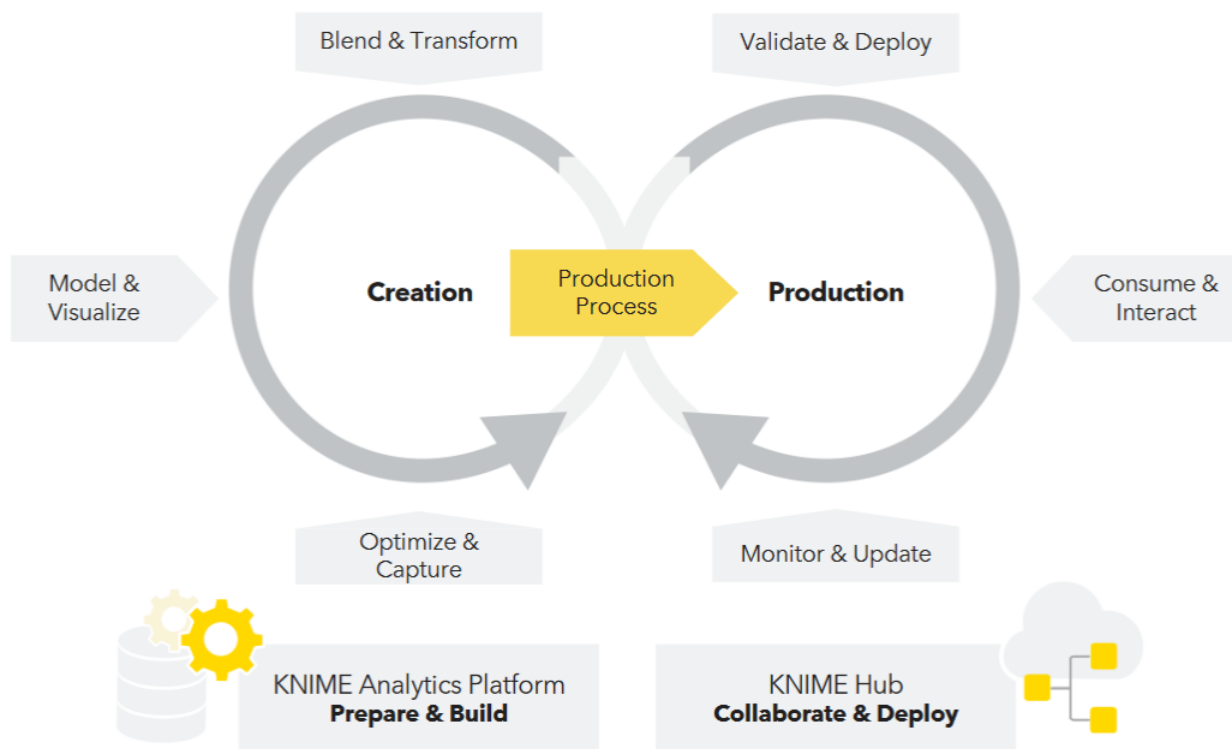 Blend & Transform
Validate & Deploy
Model &
Visualize
Creation
Production
Process
Production
Consume &
Interact
Optimize &
Capture
Monitor & Update
KNIME Analytics Platform
Prepare & Build
KNIME Hub
Collaborate & Deploy